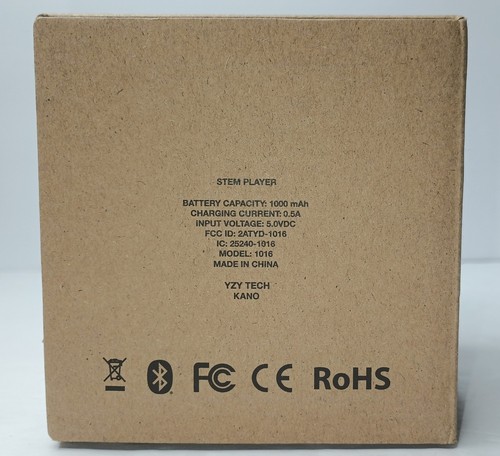 STEM PLAYER
BATTERY CAPACITY: 1000 mAh
CHARGING CURRENT: 0.5A
INPUT VOLTAGE: 5.0VDC
FCC ID: 2ATYD-1016
IC: 25240-1016
MODEL: 1016
MADE IN CHINA
YZY TECH
KANO
FC CE RoHS